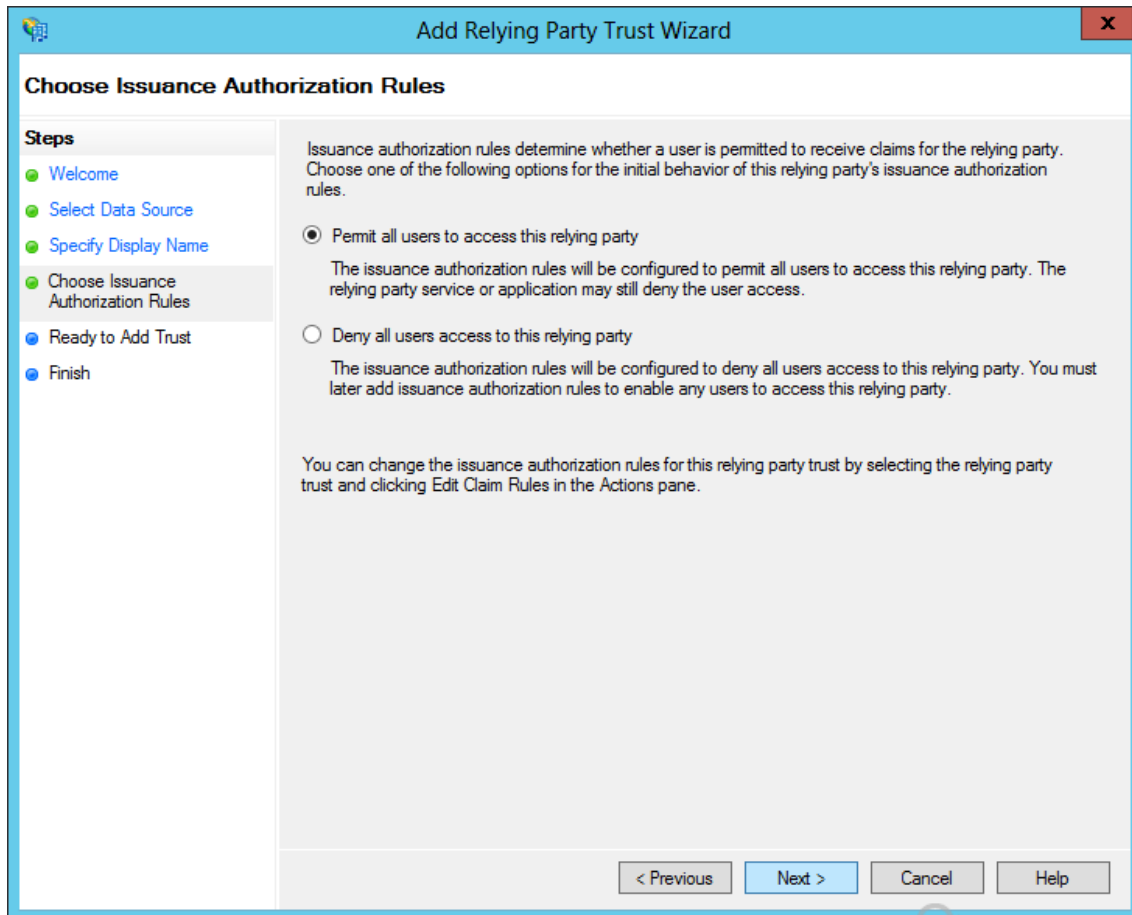 Add Relying Party Trust Wizard
x
Choose Issuance Authorization Rules
Steps
Welcome
Select Data Source
Specify Display Name
Choose Issuance
Authorization Rules
Ready to Add Trust
Finish
Issuance authorization rules determine whether a user is permitted to receive claims for the relying party.
Choose one of the following options for the initial behavior of this relying party's issuance authorization
rules.
Permit all users to access this relying party
The issuance authorization rules will be configured to permit all users to access this relying party. The
relying party service or application may still deny the user access.
Deny all users access to this relying party
The issuance authorization rules will be configured to deny all users access to this relying party. You must
later add issuance authorization rules to enable any users to access this relying party.
You can change the issuance authorization rules for this relying party trust by selecting the relying party
trust and clicking Edit Claim Rules in the Actions pane.
< Previous
Next >
Cancel
Help